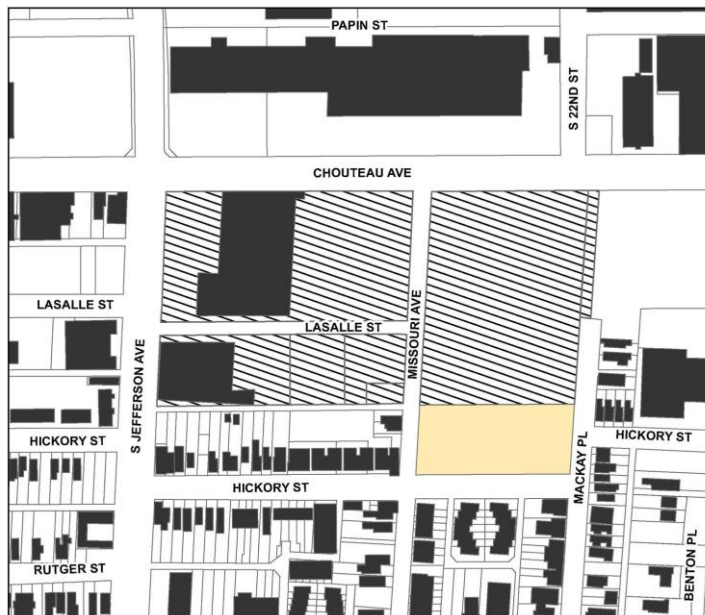 PAPIN ST
S 22ND ST
CHOUTEAU AVE
LASALLE ST
LASALLE ST
MISSOURI AVE
S JEFFERSON AVE
HICKORY ST
HICKORY ST
MACKAY PL
HICKORY ST
RUTGER ST
BENTON PL